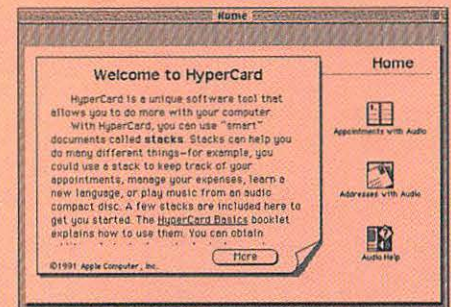 Home
Welcome to HyperCard
HyperCard is a unique software tool that
allows you to do more with your computer.
With HyperCard, you can use "smart"
documents called stacks. Stacks can help you
do many different things–for example, you
could use a stack to keep track of your
appointments, manage your expenses, learn a
new language, or play music from an audio
compact disc. A few stacks are included here to
get you started. The HyperCard Basics booklet
explains how to use them. You can obtain
More
©1991 Apple Computer, Inc.
Home
Appointments with Audio
Addresses with Audio
Audio Help